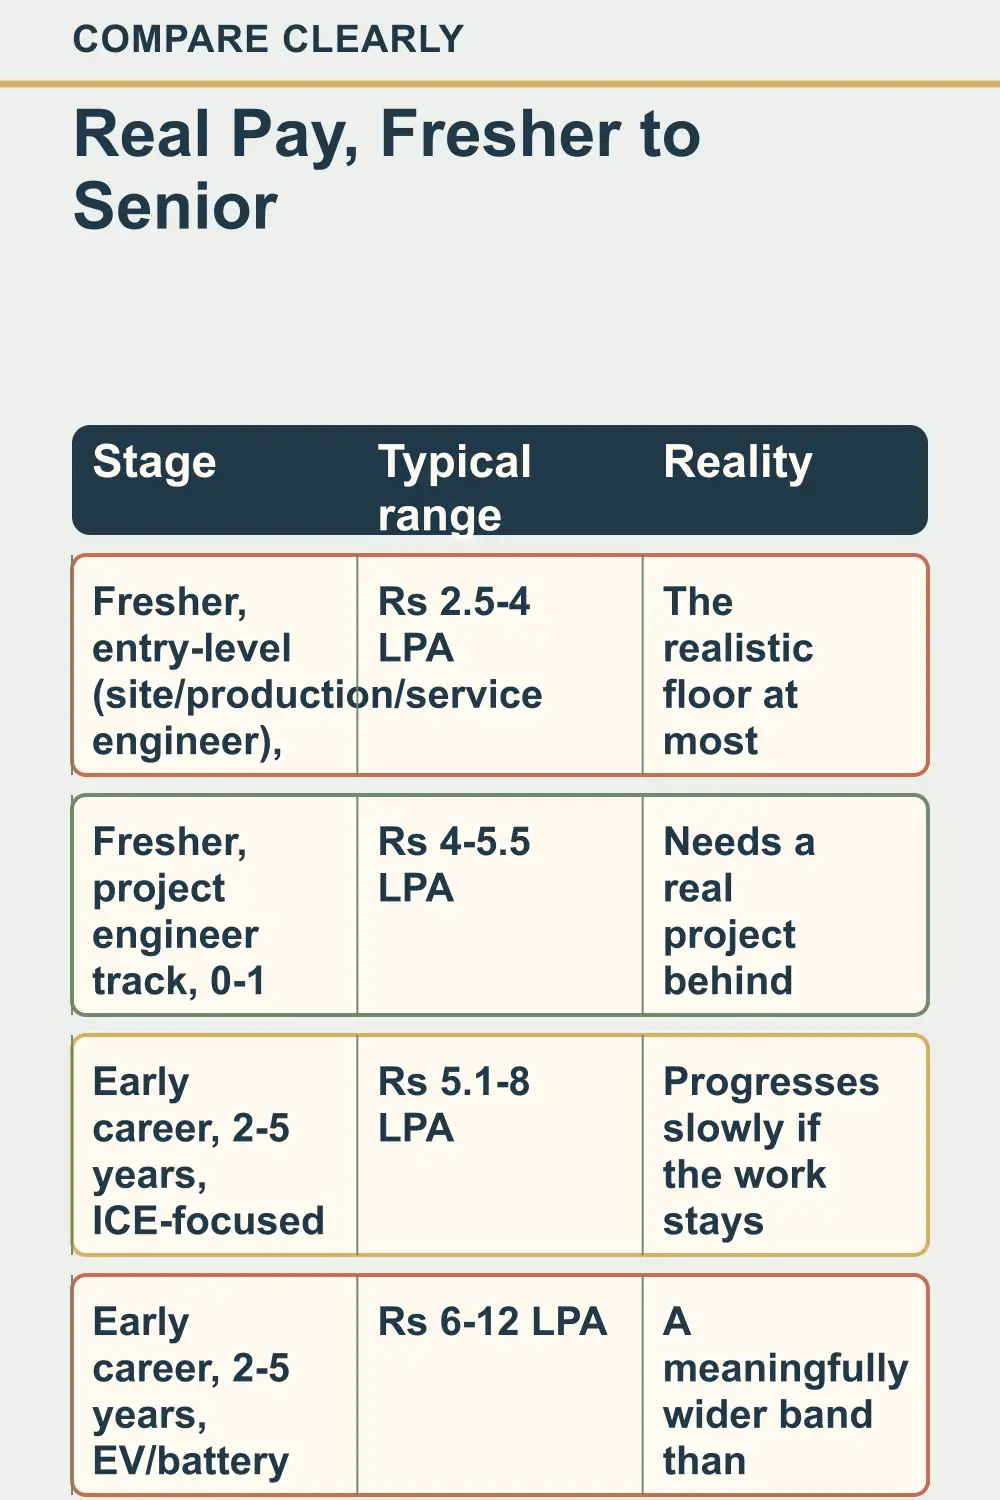 COMPARE CLEARLY
Real Pay, Fresher to
Senior
Stage
Typical
range
Reality
Fresher,
entry-level
(site/production/service
engineer),
Rs 2.5-4
LPA
The
realistic
floor at
most
Fresher,
project
engineer
track, 0-1
Rs 4-5.5
LPA
Needs a
real
project
behind
Early
career, 2-5
years,
ICE-focused
Rs 5.1-8
LPA
Progresses
slowly if
the work
stays
Early
career, 2-5
years,
EV/battery
Rs 6-12 LPA
A
meaningfully
wider band
than